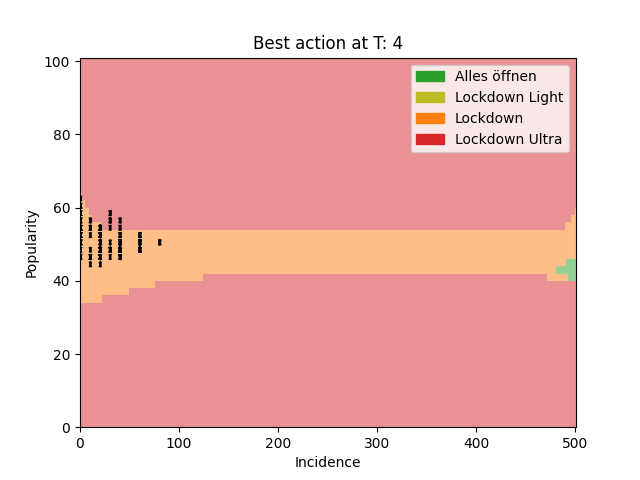 Best action at T: 4
Alles öffnen
Lockdown Light
Lockdown
Lockdown Ultra
Popularity
100
80
60
40
20
0
0 100 200 300 400 500
Incidence